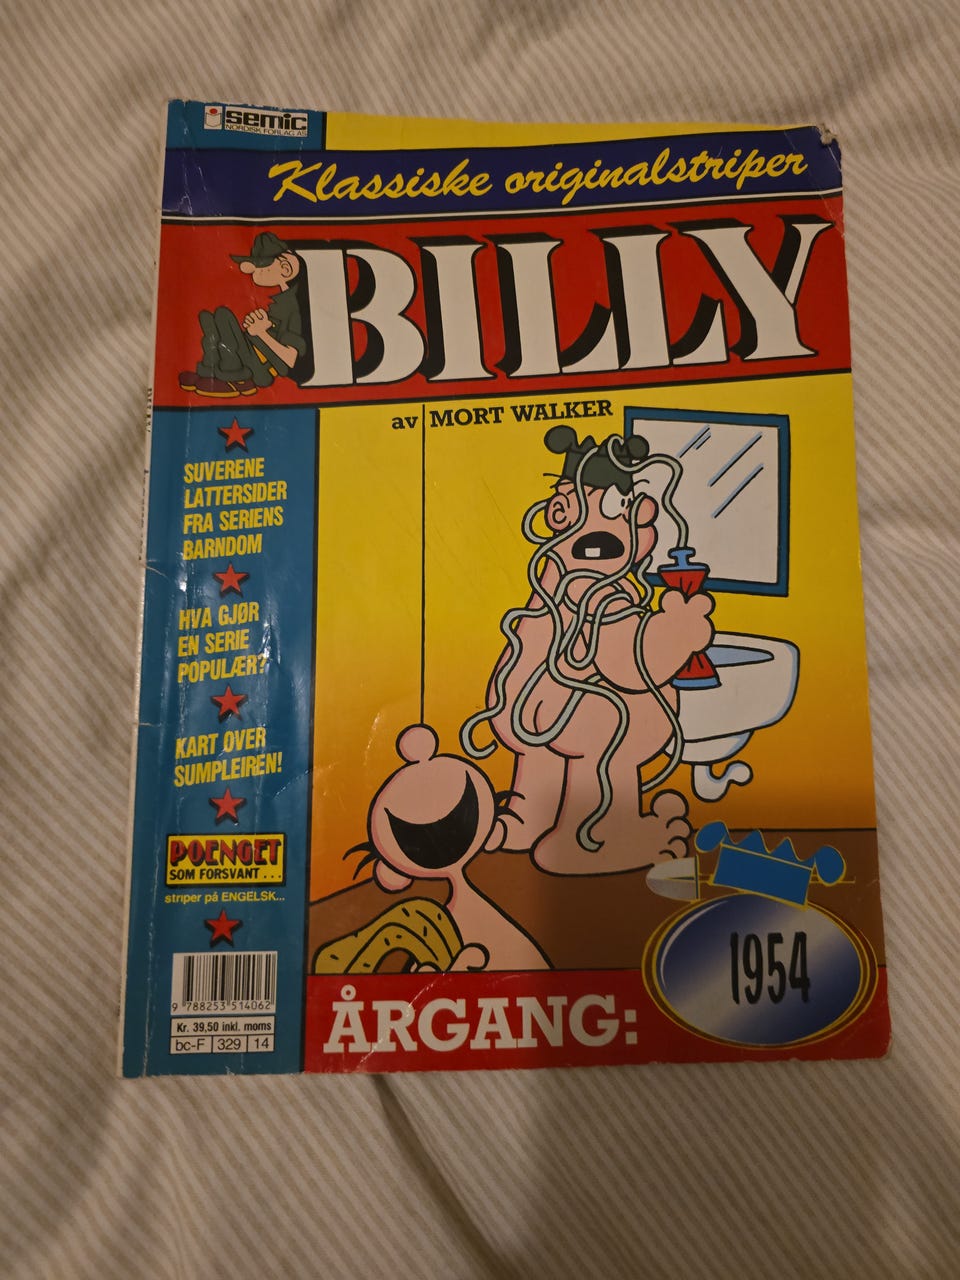 semic
NORDISK FORLAG AS
Klassiske originalstriper
BILLY
av MORT WALKER
SUVERENE
LATTERSIDER
FRA SERIENS
BARNDOM
HVA GJØR
EN SERIE
POPULÆR?
KART OVER
SUMPLEIREN!
POENGET
SOM FORSVANT...
striper på ENGELSK...
9 788253 514062
Kr. 39,50 inkl. moms
bc-F 329 14
ÅRGANG:
1954